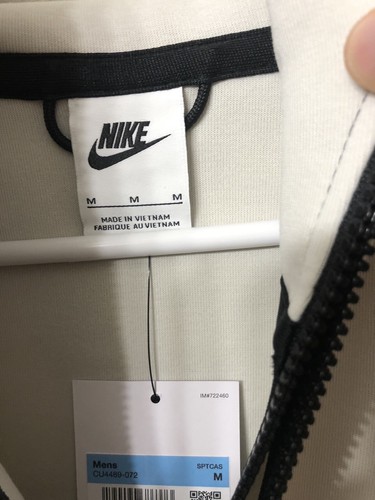 NIKE
M M M
MADE IN VIETNAM
FABRIQUE AU VIETNAM
IM#722460
Mens SPTCAS
CU4489-072 M